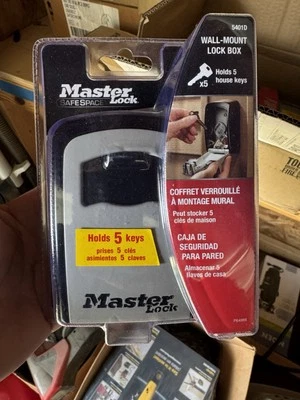 5401D
WALL-MOUNT
LOCK BOX
Holds 5
house keys
x5
Master
Lock
SAFESPACE
COFFRET VERROUILLÉ
À MONTAGE MURAL
Peut stocker 5
clés de maison
CAJA DE
SEGURIDAD
PARA PARED
Almacenar 5
llaves de casa
Holds 5 keys
prises 5 clés
asimientos 5 claves
Master
Lock